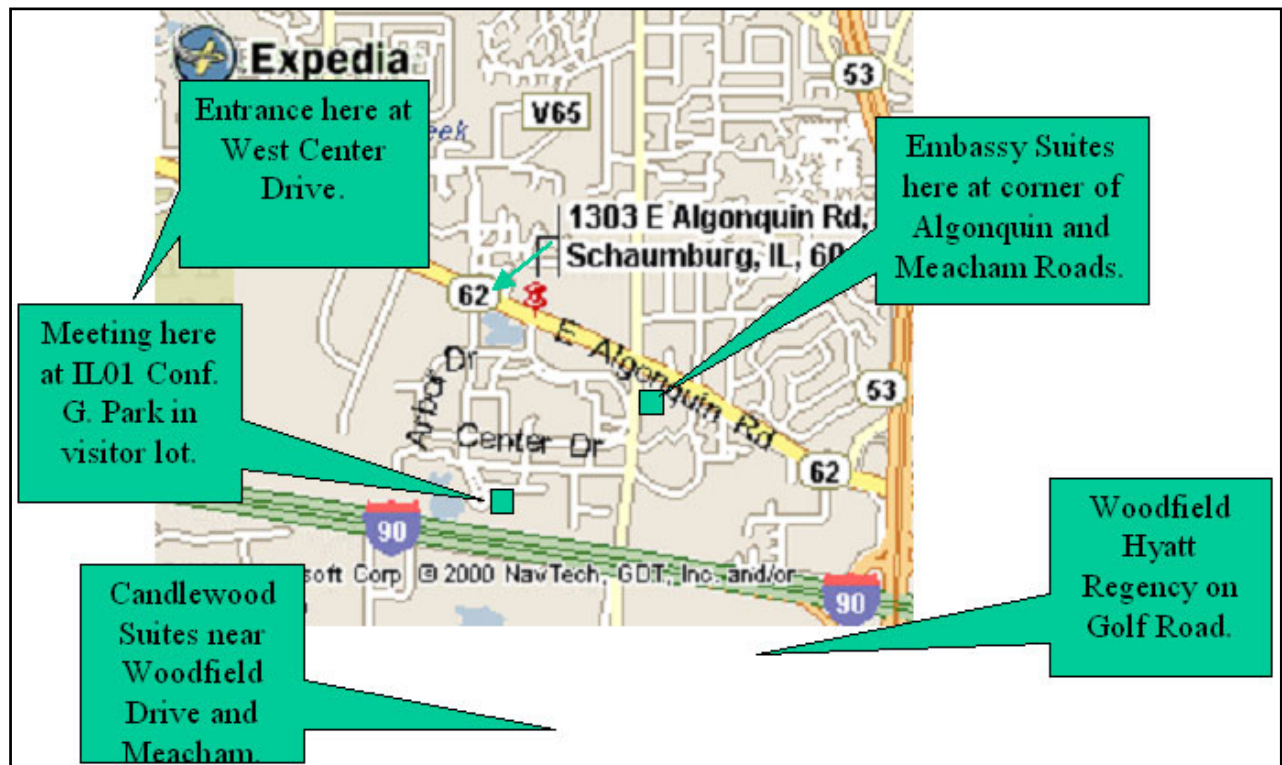 Expedia
Entrance here at
West Center
Drive.
eek
V65
53
Embassy Suites
here at corner of
Algonquin and
Meacham Roads.
1303 E Algonquin Rd,
Schaumburg, IL, 60
62
Meeting here
at IL01 Conf.
G. Park in
visitor lot.
E Algonquin Rd
Arbor Dr
Center Dr
53
62
90
Woodfield
Hyatt
Regency on
Golf Road.
soft Corp © 2000 NavTech, GDT, Inc. and/or
90
Candlewood
Suites near
Woodfield
Drive and
Meacham.